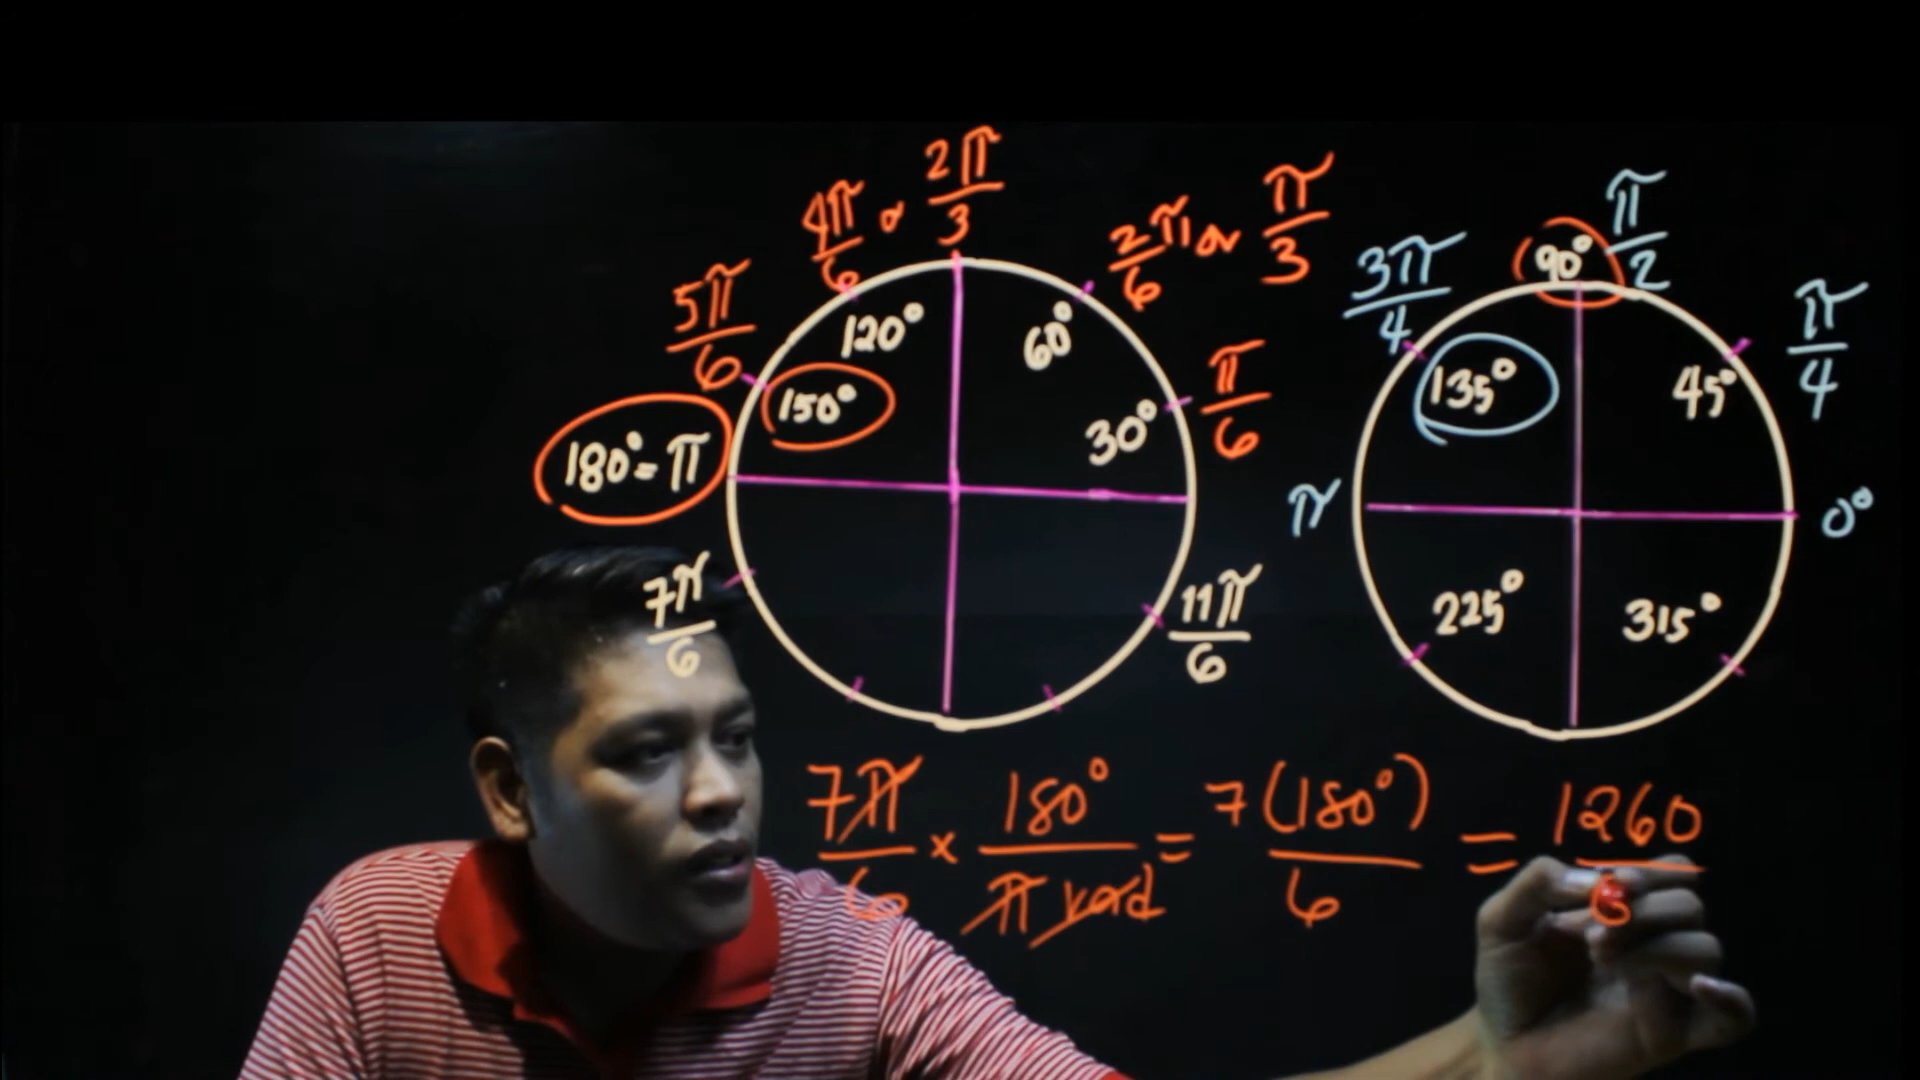 4π/6 or 2π/3
2π/6 or π/3
5π/6
120°
60°
150°
30°
π/6
180° = π
7π/6
11π/6
π/2
90°
3π/4
π/4
135°
45°
π
0°
225°
315°
7π/6 × 180°/π rad = 7(180°)/6 = 1260/6